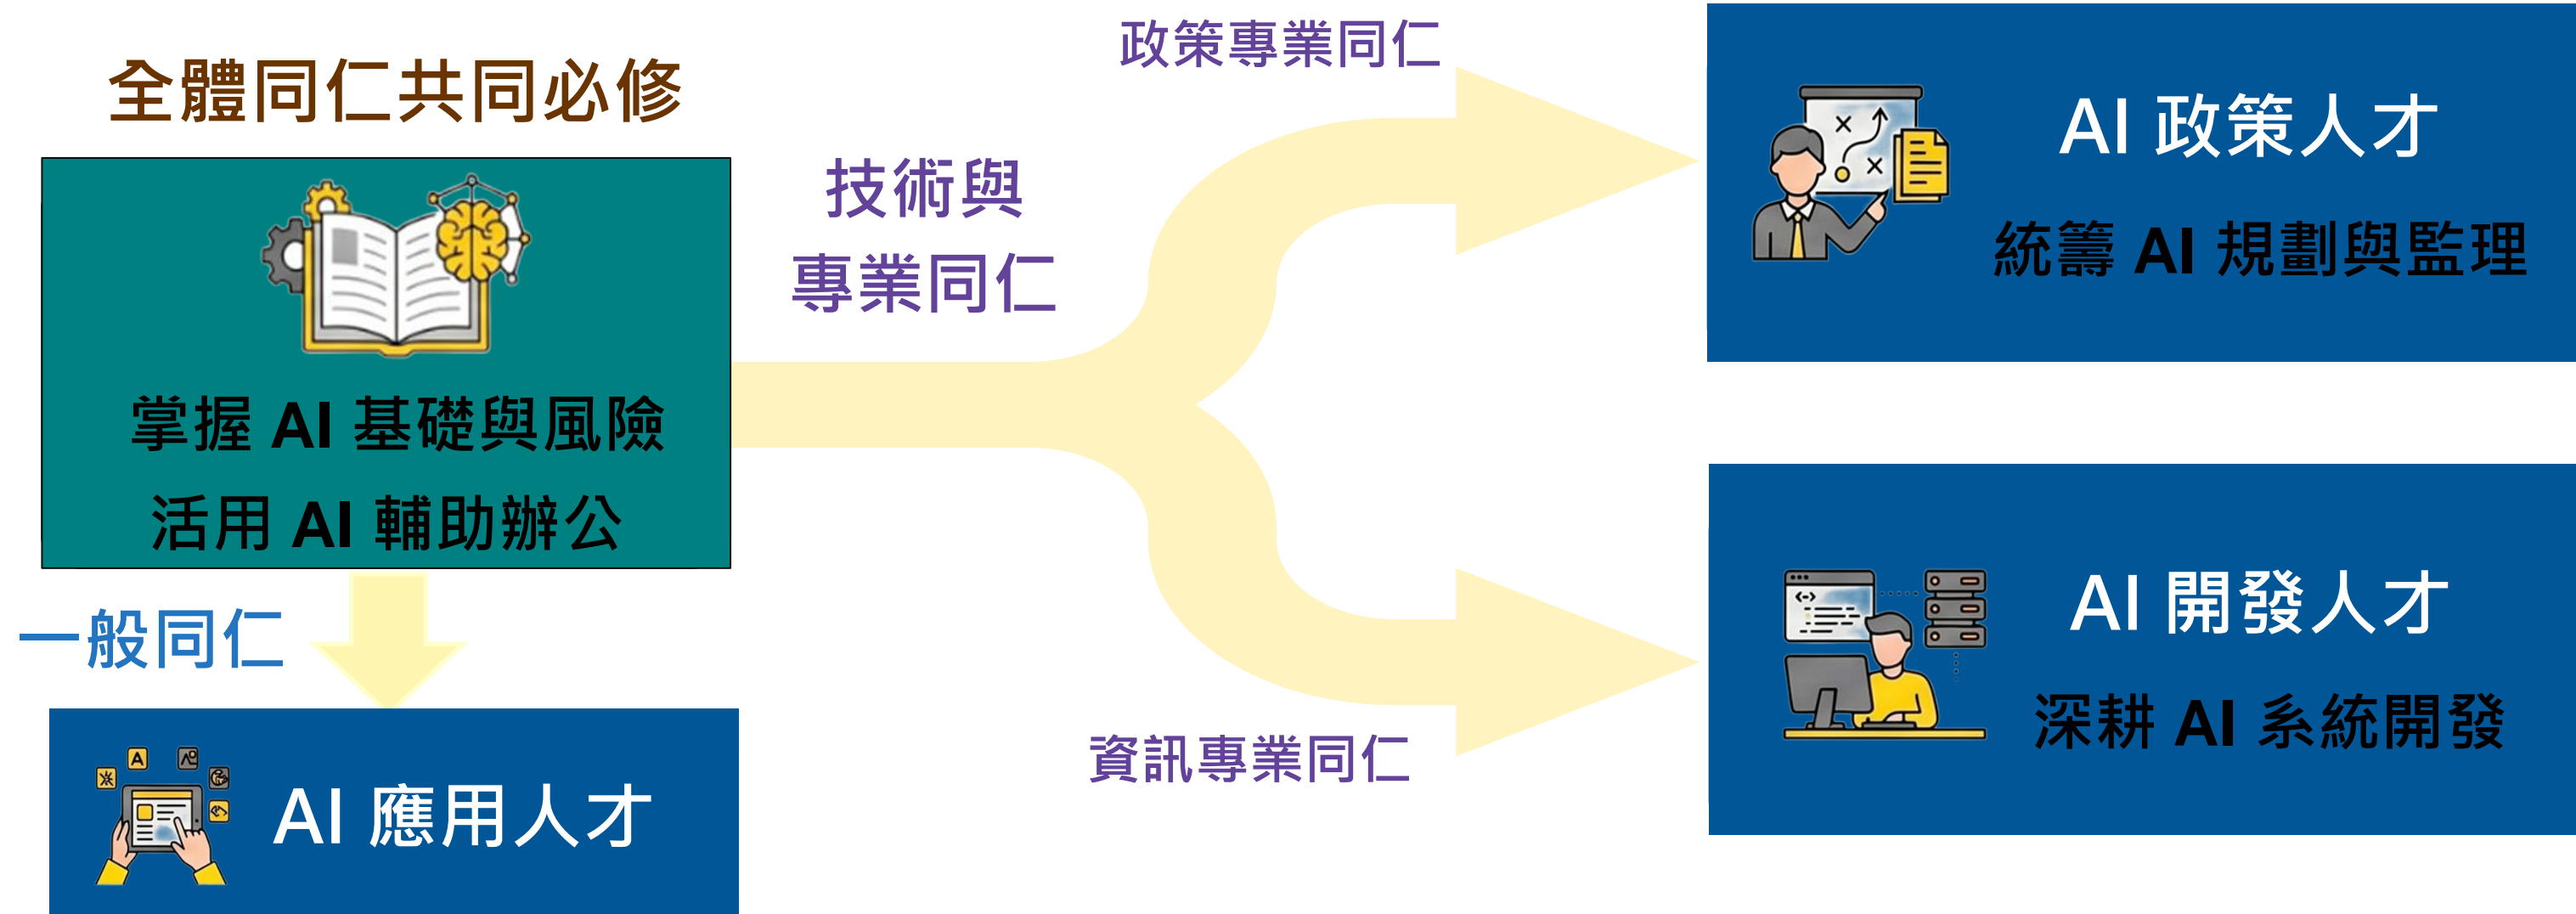 全體同仁共同必修
掌握 AI 基礎與風險
活用 AI 輔助辦公
一般同仁
AI 應用人才
技術與
專業同仁
政策專業同仁
AI 政策人才
統籌 AI 規劃與監理
資訊專業同仁
AI 開發人才
深耕 AI 系統開發